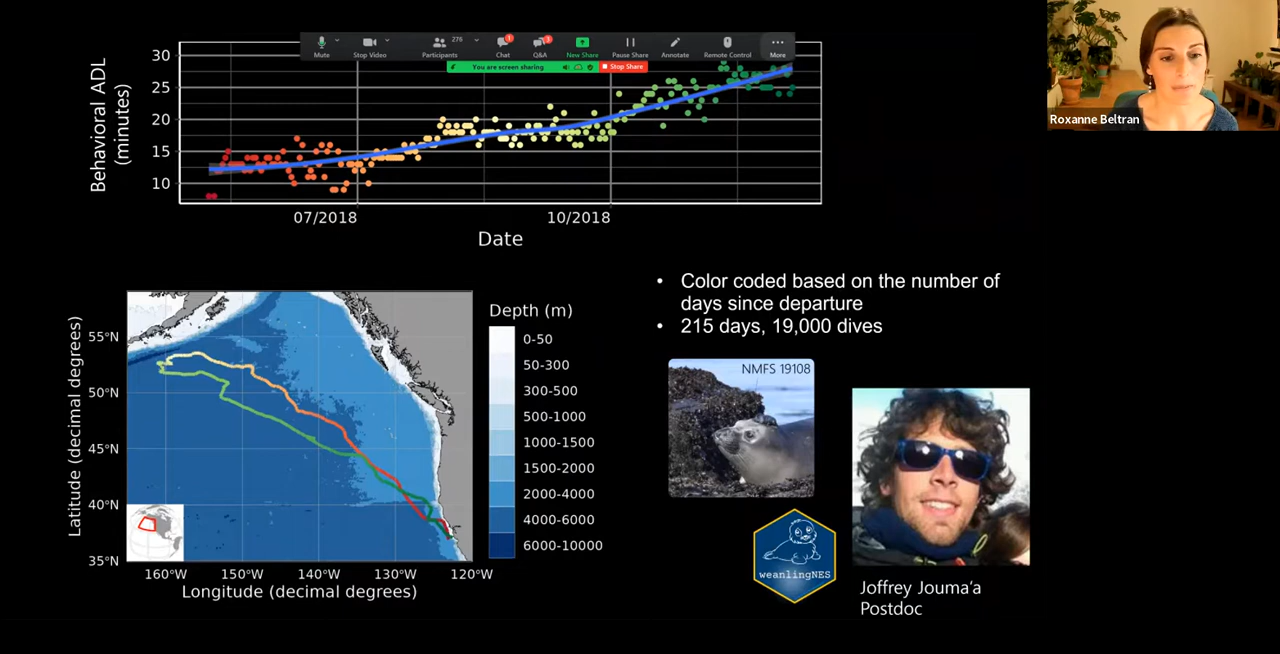 Mute
Stop Video
Participants
276
Chat
1
Q&A
3
New Share
Pause Share
Annotate
Remote Control
More
You are screen sharing
Stop Share
Roxanne Beltran
Behavioral ADL
(minutes)
30
25
20
15
10
07/2018
10/2018
Date
Color coded based on the number of
days since departure
215 days, 19,000 dives
Latitude (decimal degrees)
55°N
50°N
45°N
40°N
35°N
160°W
150°W
140°W
130°W
120°W
Longitude (decimal degrees)
Depth (m)
0-50
50-300
300-500
500-1000
1000-1500
1500-2000
2000-4000
4000-6000
6000-10000
NMFS 19108
weanlingNES
Joffrey Jouma'a
Postdoc